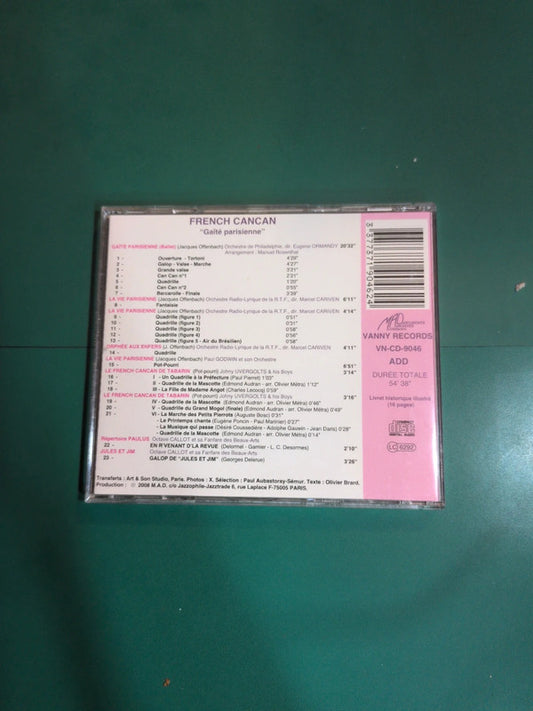 FRENCH CANCAN
"Gaîté parisienne"
GAITE PARISIENNE (Ballet) (Jacques Offenbach) Orchestre de Philadelphie, dir. Eugene ORMANDY 20'32"
Arrangement : Manuel Rosenthal
1 - Ouverture - Tortoni 4'29"
2 - Galop - Valse - Marche 4'27"
3 - Grande valse 3'21"
4 - Can Can n°1 2'31"
5 - Quadrille 1'20"
6 - Can Can n°2 0'55"
7 - Barcarolle - Finale 3'39"
LA VIE PARISIENNE (Jacques Offenbach) Orchestre Radio-Lyrique de la R.T.F., dir. Marcel CARIVEN 6'11"
8 - Fantaisie
LA VIE PARISIENNE (Jacques Offenbach) Orchestre Radio-Lyrique de la R.T.F., dir. Marcel CARIVEN 4'14"
9 - Quadrille (figure 1) 0'51"
10 - Quadrille (figure 2) 0'31"
11 - Quadrille (figure 3) 0'56"
12 - Quadrille (figure 4) 0'56"
13 - Quadrille (figure 5 - Air du Brésilien) 0'58"
ORPHEE AUX ENFERS (J. Offenbach) Orchestre Radio-Lyrique de la R.T.F., dir. Marcel CARIVEN 4'11"
14 - Quadrille
LA VIE PARISIENNE (Jacques Offenbach) Paul GODWIN et son Orchestre
15 - Pot-Pourri 6'51"
LE FRENCH CANCAN DE TABARIN (Pot-pourri) Johny UVERGOLTS & his Boys 3'14"
16 - I - Un Quadrille à la Préfecture (Paul Pierret) 1'03"
17 - II - Quadrille de la Mascotte (Edmond Audran - arr. Olivier Métra) 1'12"
18 - III - La Fille de Madame Angot (Charles Lecocq) 0'59"
LE FRENCH CANCAN DE TABARIN (Pot-pourri) Johny UVERGOLTS & his Boys 3'16"
19 - IV - Quadrille de la Mascotte (Edmond Audran - arr. Olivier Métra) 0'46"
20 - V - Quadrille du Grand Mogol (finale) (Edmond Audran - arr. Olivier Métra) 0'21"
21 - VI - La Marche des Petits Pierrots (Auguste Bosc) 0'51"
- Le Printemps chante (Eugène Poncin - Paul Marinier) 0'27"
- La Musique qui passe (Désiré Cousseidère - Adolphe Gauwin - Jean Daris) 0'28"
- Quadrille de la Mascotte (Edmond Audran - arr. Olivier Métra) 0'14"
Répertoire PAULUS Octave CALLOT et sa Fanfare des Beaux-Arts
22 - EN R'VENANT D'LA REVUE (Delormel - Garnier - L. C. Desormes) 2'10"
JULES ET JIM Octave CALLOT et sa Fanfare des Beaux-Arts
23 - GALOP DE "JULES ET JIM" (Georges Delerue) 3'26"
Transferts : Art & Son Studio, Paris. Photos : X. Sélection : Paul Aubastoray-Sémur. Texte : Olivier Brard.
Production : ℗ 2008 M.A.D. c/o Jazzophile-Jazztrade 6, rue Laplace F-75005 PARIS.
3377371904624
VANNY RECORDS
VN-CD-9046
ADD
DUREE TOTALE
54' 38"
Livret historique illustré
(16 pages)
COMPACT
disc
DIGITAL AUDIO
LC 6292